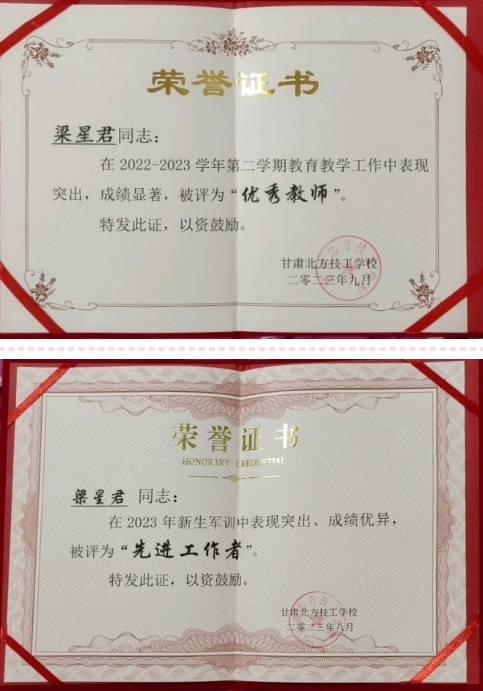 荣誉证书
梁星君同志：
在2022-2023学年第二学期教育教学工作中表现
突出，成绩显著，被评为“优秀教师”。
特发此证，以资鼓励。
甘肃北方技工学校
二零二三年九月
荣誉证书
HONORARY CREDENTIAL
梁星君 同志：
在2023年新生军训中表现突出、成绩优异，
被评为“先进工作者”。
特发此证，以资鼓励。
甘肃北方技工学校
二零二三年八月